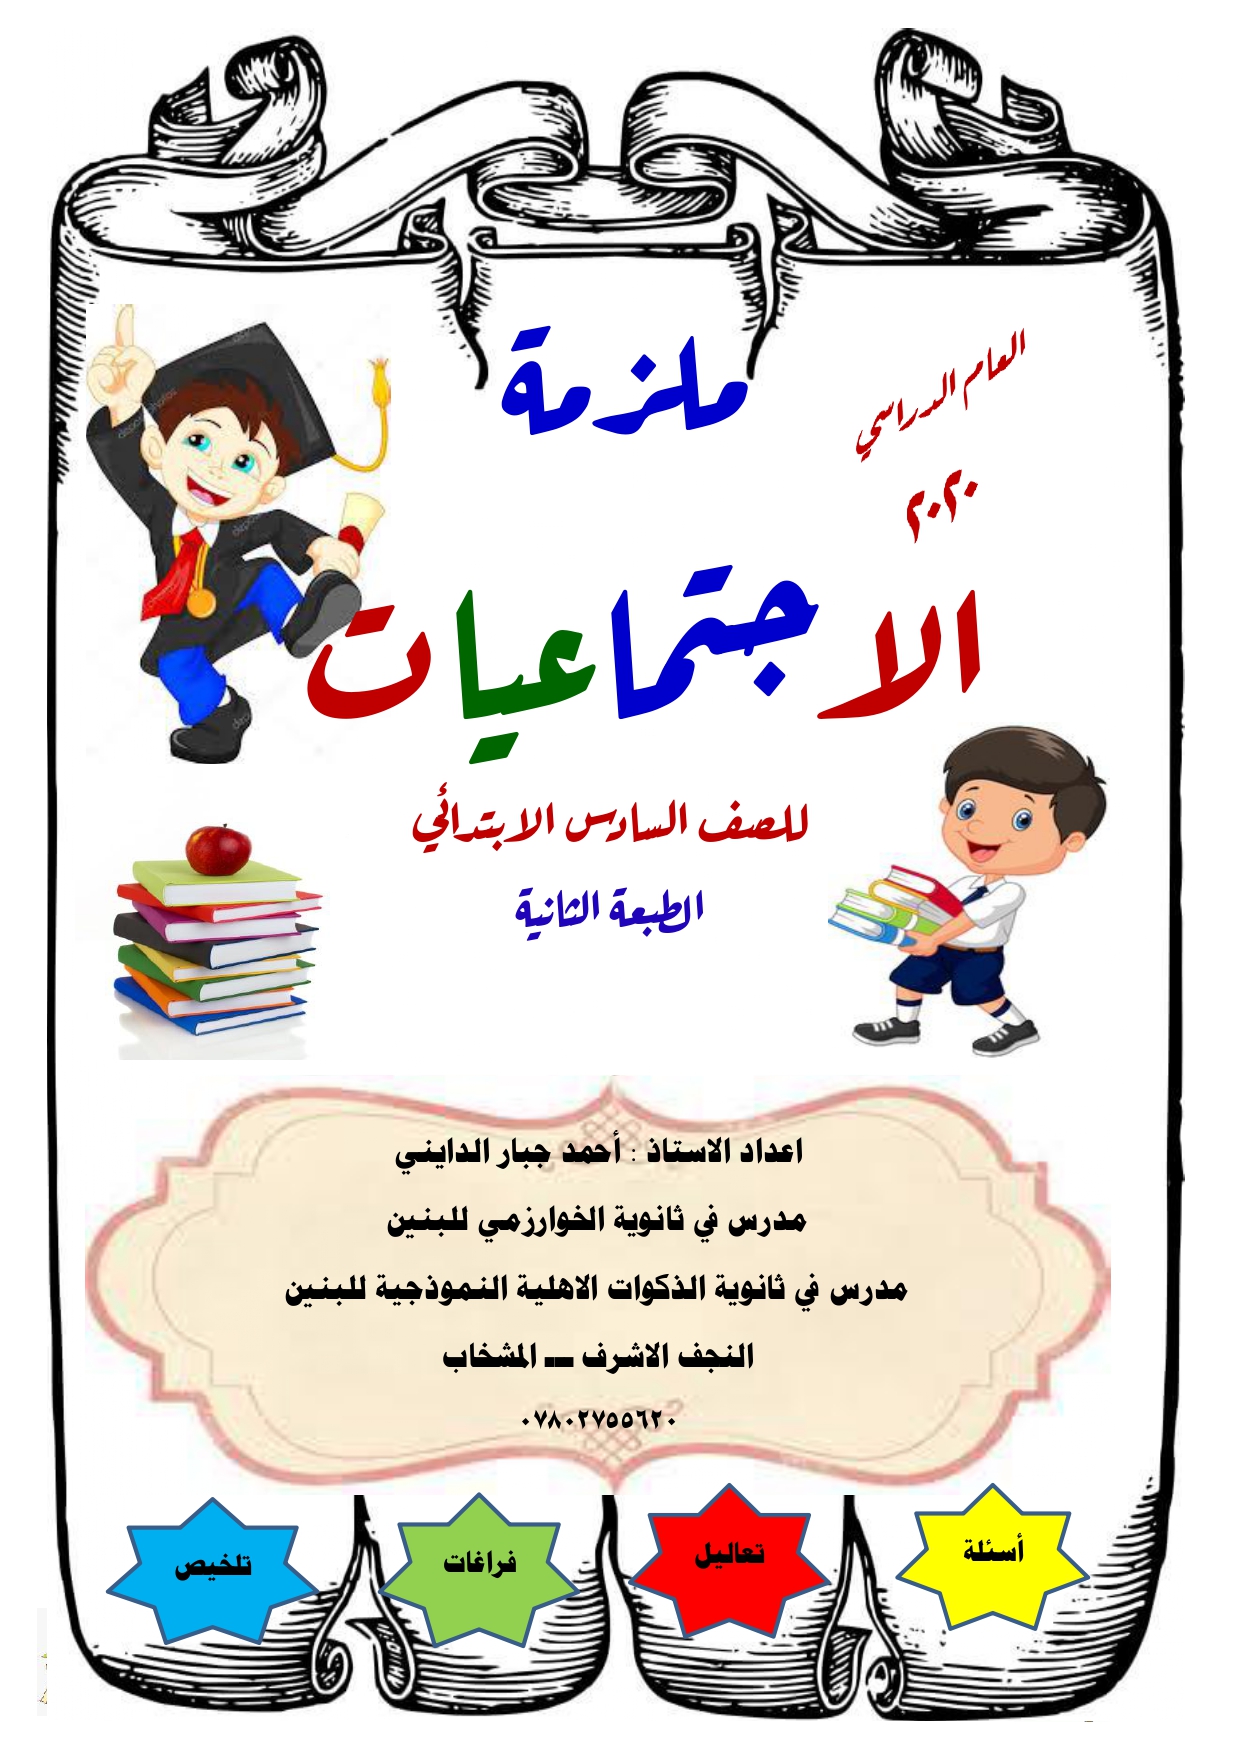 العام الدراسي
٢٠٢٠
ملزمة
الاجتماعيات
للصف السادس الابتدائي
الطبعة الثانية
اعداد الاستاذ : أحمد جبار الدايني
مدرس في ثانوية الخوارزمي للبنين
مدرس في ثانوية الذكوات الاهلية النموذجية للبنين
النجف الاشرف ـــ المشخاب
٠٧٨٠٢٧٥٥٦٢٠
أسئلة
تعاليل
فراغات
تلخيص